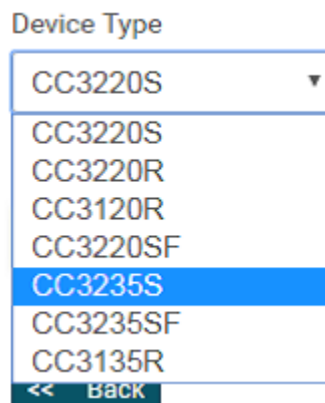 Device Type
CC3220S
CC3220S
CC3220R
CC3120R
CC3220SF
CC3235S
CC3235SF
CC3135R
<< Back